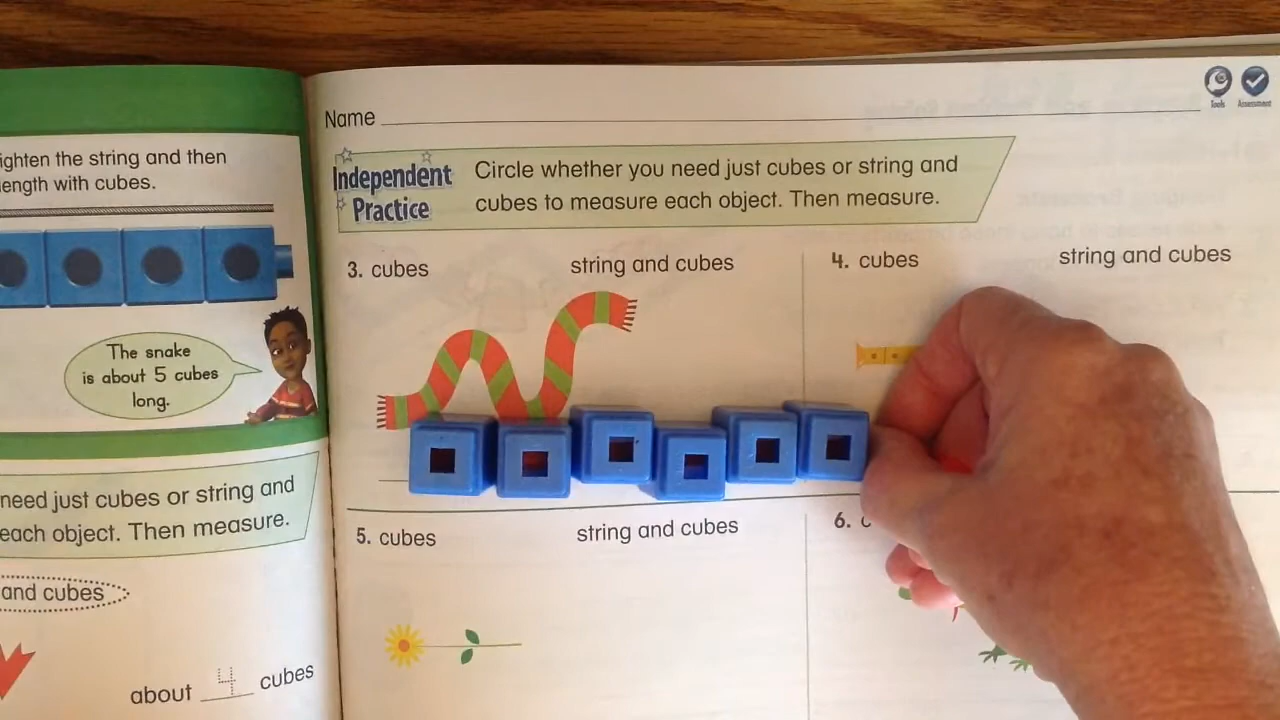 ighten the string and then
ength with cubes.
The snake
is about 5 cubes
long.
need just cubes or string and
each object. Then measure.
and cubes
about 4 cubes
Name
Tools
Assessment
Independent
Practice
Circle whether you need just cubes or string and
cubes to measure each object. Then measure.
3. cubes string and cubes
4. cubes string and cubes
5. cubes string and cubes
6. c